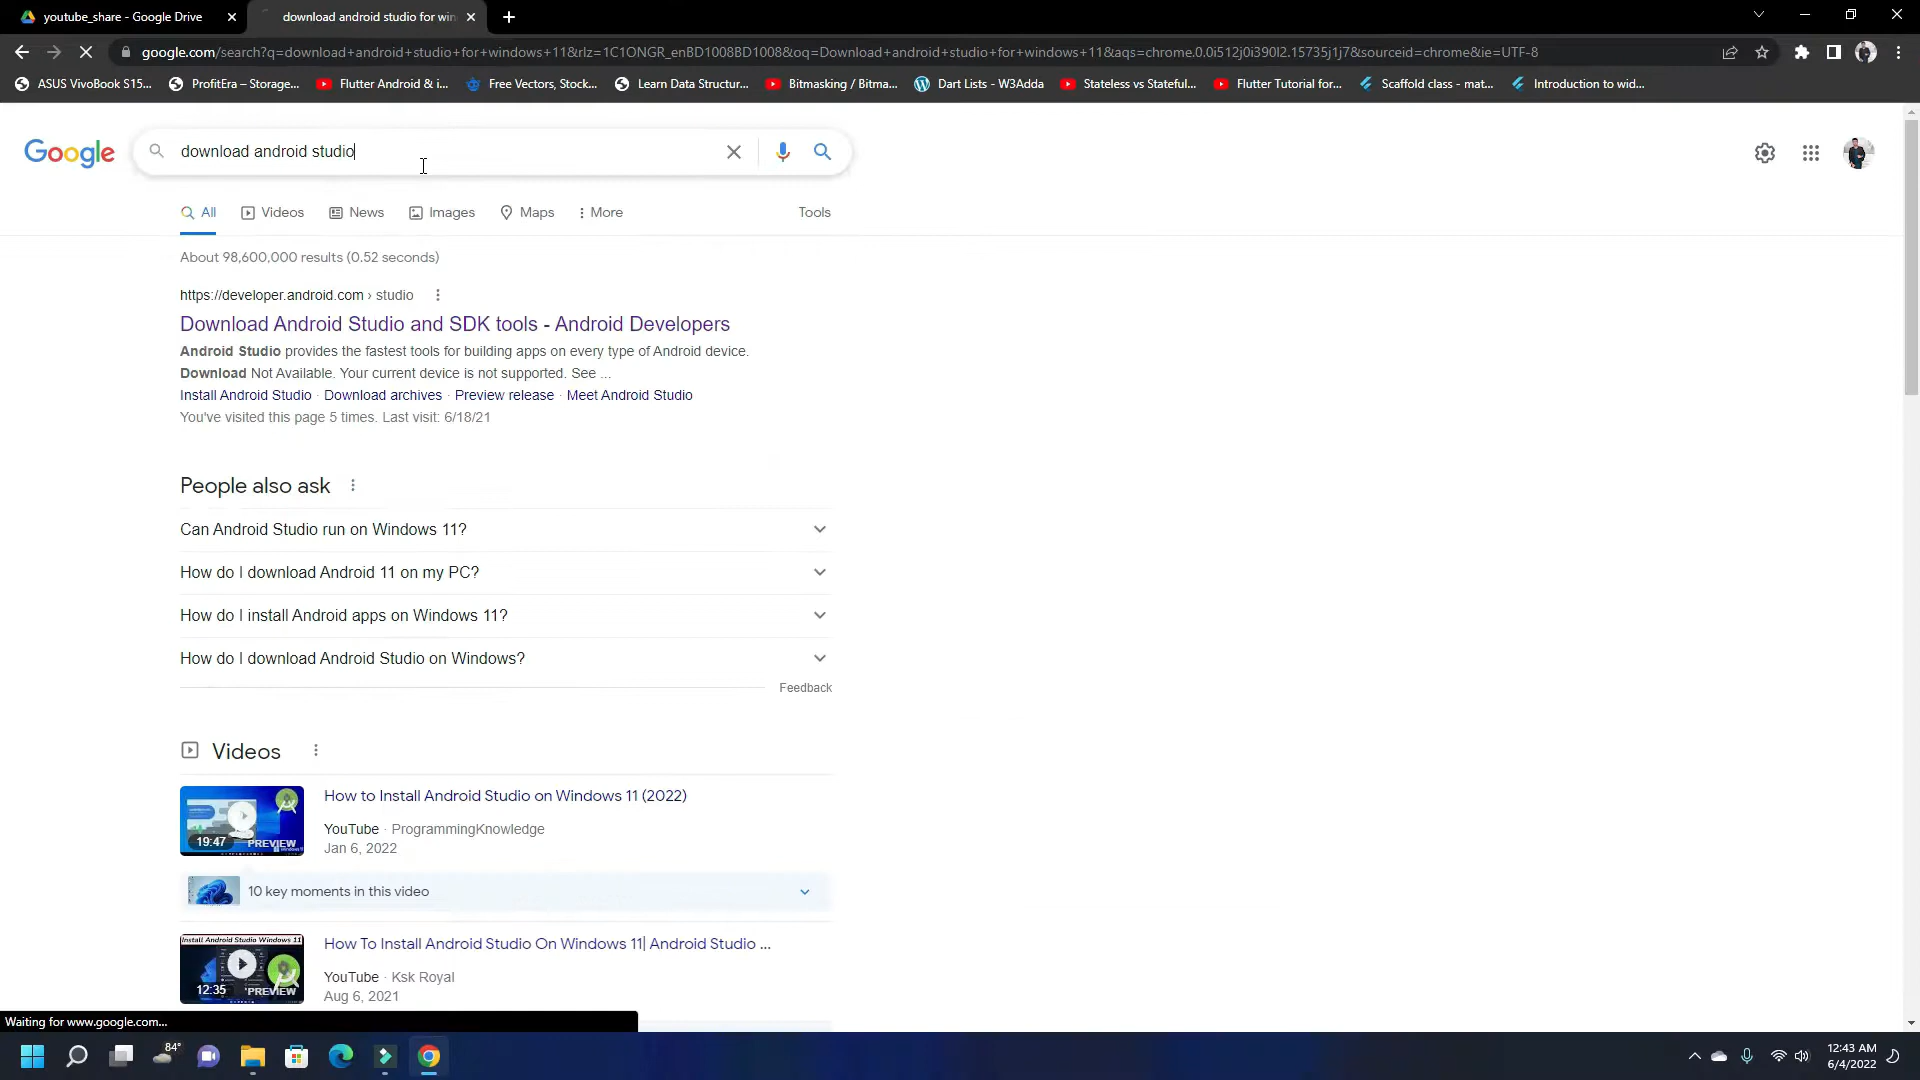 youtube_share - Google Drive
download android studio for win
google.com/search?q=download+android+studio+for+windows+11&rlz=1C1ONGR_enBD1008BD1008&oq=Download+android+studio+for+windows+11&aqs=chrome.0.0i512j0i390l2.15735j1j7&sourceid=chrome&ie=UTF-8
ASUS VivoBook S15...
ProfitEra – Storage...
Flutter Android & i...
Free Vectors, Stock...
Learn Data Structur...
Bitmasking / Bitma...
Dart Lists - W3Adda
Stateless vs Stateful...
Flutter Tutorial for...
Scaffold class - mat...
Introduction to wid...
Google
download android studio
All
Videos
News
Images
Maps
More
Tools
About 98,600,000 results (0.52 seconds)
https://developer.android.com › studio
Download Android Studio and SDK tools - Android Developers
Android Studio provides the fastest tools for building apps on every type of Android device.
Download Not Available. Your current device is not supported. See ...
Install Android Studio · Download archives · Preview release · Meet Android Studio
You've visited this page 5 times. Last visit: 6/18/21
People also ask
Can Android Studio run on Windows 11?
How do I download Android 11 on my PC?
How do I install Android apps on Windows 11?
How do I download Android Studio on Windows?
Feedback
Videos
How to Install Android Studio on Windows 11 (2022)
19:47
PREVIEW
YouTube · ProgrammingKnowledge
Jan 6, 2022
10 key moments in this video
Install Android Studio Windows 11
How To Install Android Studio On Windows 11| Android Studio ...
12:35
PREVIEW
YouTube · Ksk Royal
Aug 6, 2021
Waiting for www.google.com...
84°
12:43 AM
6/4/2022